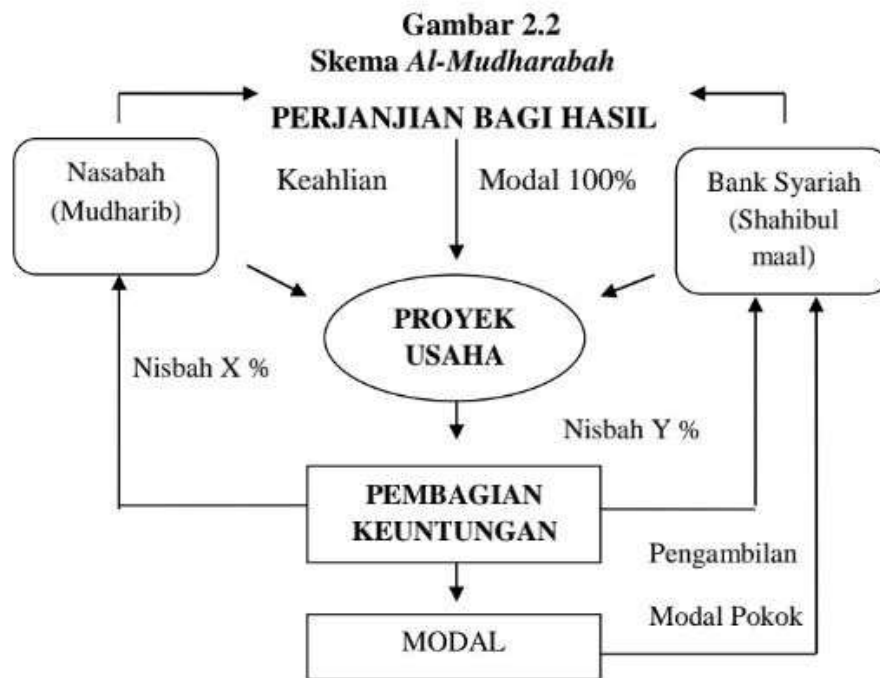 Gambar 2.2
Skema Al-Mudharabah
PERJANJIAN BAGI HASIL
Nasabah
(Mudharib)
Keahlian
Modal 100%
Bank Syariah
(Shahibul
maal)
PROYEK
USAHA
Nisbah X %
Nisbah Y %
PEMBAGIAN
KEUNTUNGAN
Pengambilan
Modal Pokok
MODAL